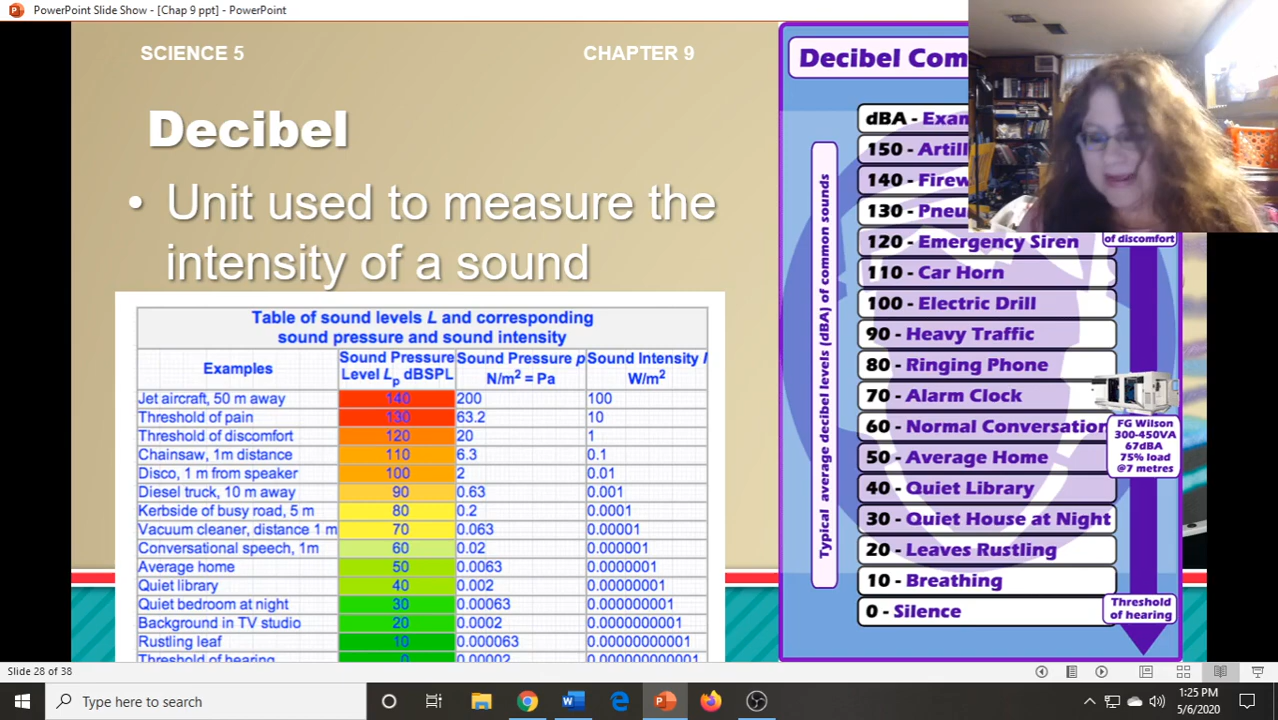 PowerPoint Slide Show - [Chap 9 ppt] - PowerPoint
SCIENCE 5 CHAPTER 9
Decibel
• Unit used to measure the
intensity of a sound
Table of sound levels L and corresponding
sound pressure and sound intensity
Examples Sound Pressure Level Lp dBSPL Sound Pressure p N/m² = Pa Sound Intensity I W/m²
Jet aircraft, 50 m away 140 200 100
Threshold of pain 130 63.2 10
Threshold of discomfort 120 20 1
Chainsaw, 1m distance 110 6.3 0.1
Disco, 1 m from speaker 100 2 0.01
Diesel truck, 10 m away 90 0.63 0.001
Kerbside of busy road, 5 m 80 0.2 0.0001
Vacuum cleaner, distance 1 m 70 0.063 0.00001
Conversational speech, 1m 60 0.02 0.000001
Average home 50 0.0063 0.0000001
Quiet library 40 0.002 0.00000001
Quiet bedroom at night 30 0.00063 0.000000001
Background in TV studio 20 0.0002 0.0000000001
Rustling leaf 10 0.000063 0.00000000001
Threshold of hearing 0 0.00002 0.000000000001
Decibel Com
Typical average decibel levels (dBA) of common sounds
dBA - Exam
150 - Artill
140 - Firew
130 - Pneu
120 - Emergency Siren
110 - Car Horn
100 - Electric Drill
90 - Heavy Traffic
80 - Ringing Phone
70 - Alarm Clock
60 - Normal Conversation
50 - Average Home
40 - Quiet Library
30 - Quiet House at Night
20 - Leaves Rustling
10 - Breathing
0 - Silence
of discomfort
FG Wilson
300-450VA
67dBA
75% load
@7 metres
Threshold
of hearing
Slide 28 of 38
Type here to search
1:25 PM
5/6/2020